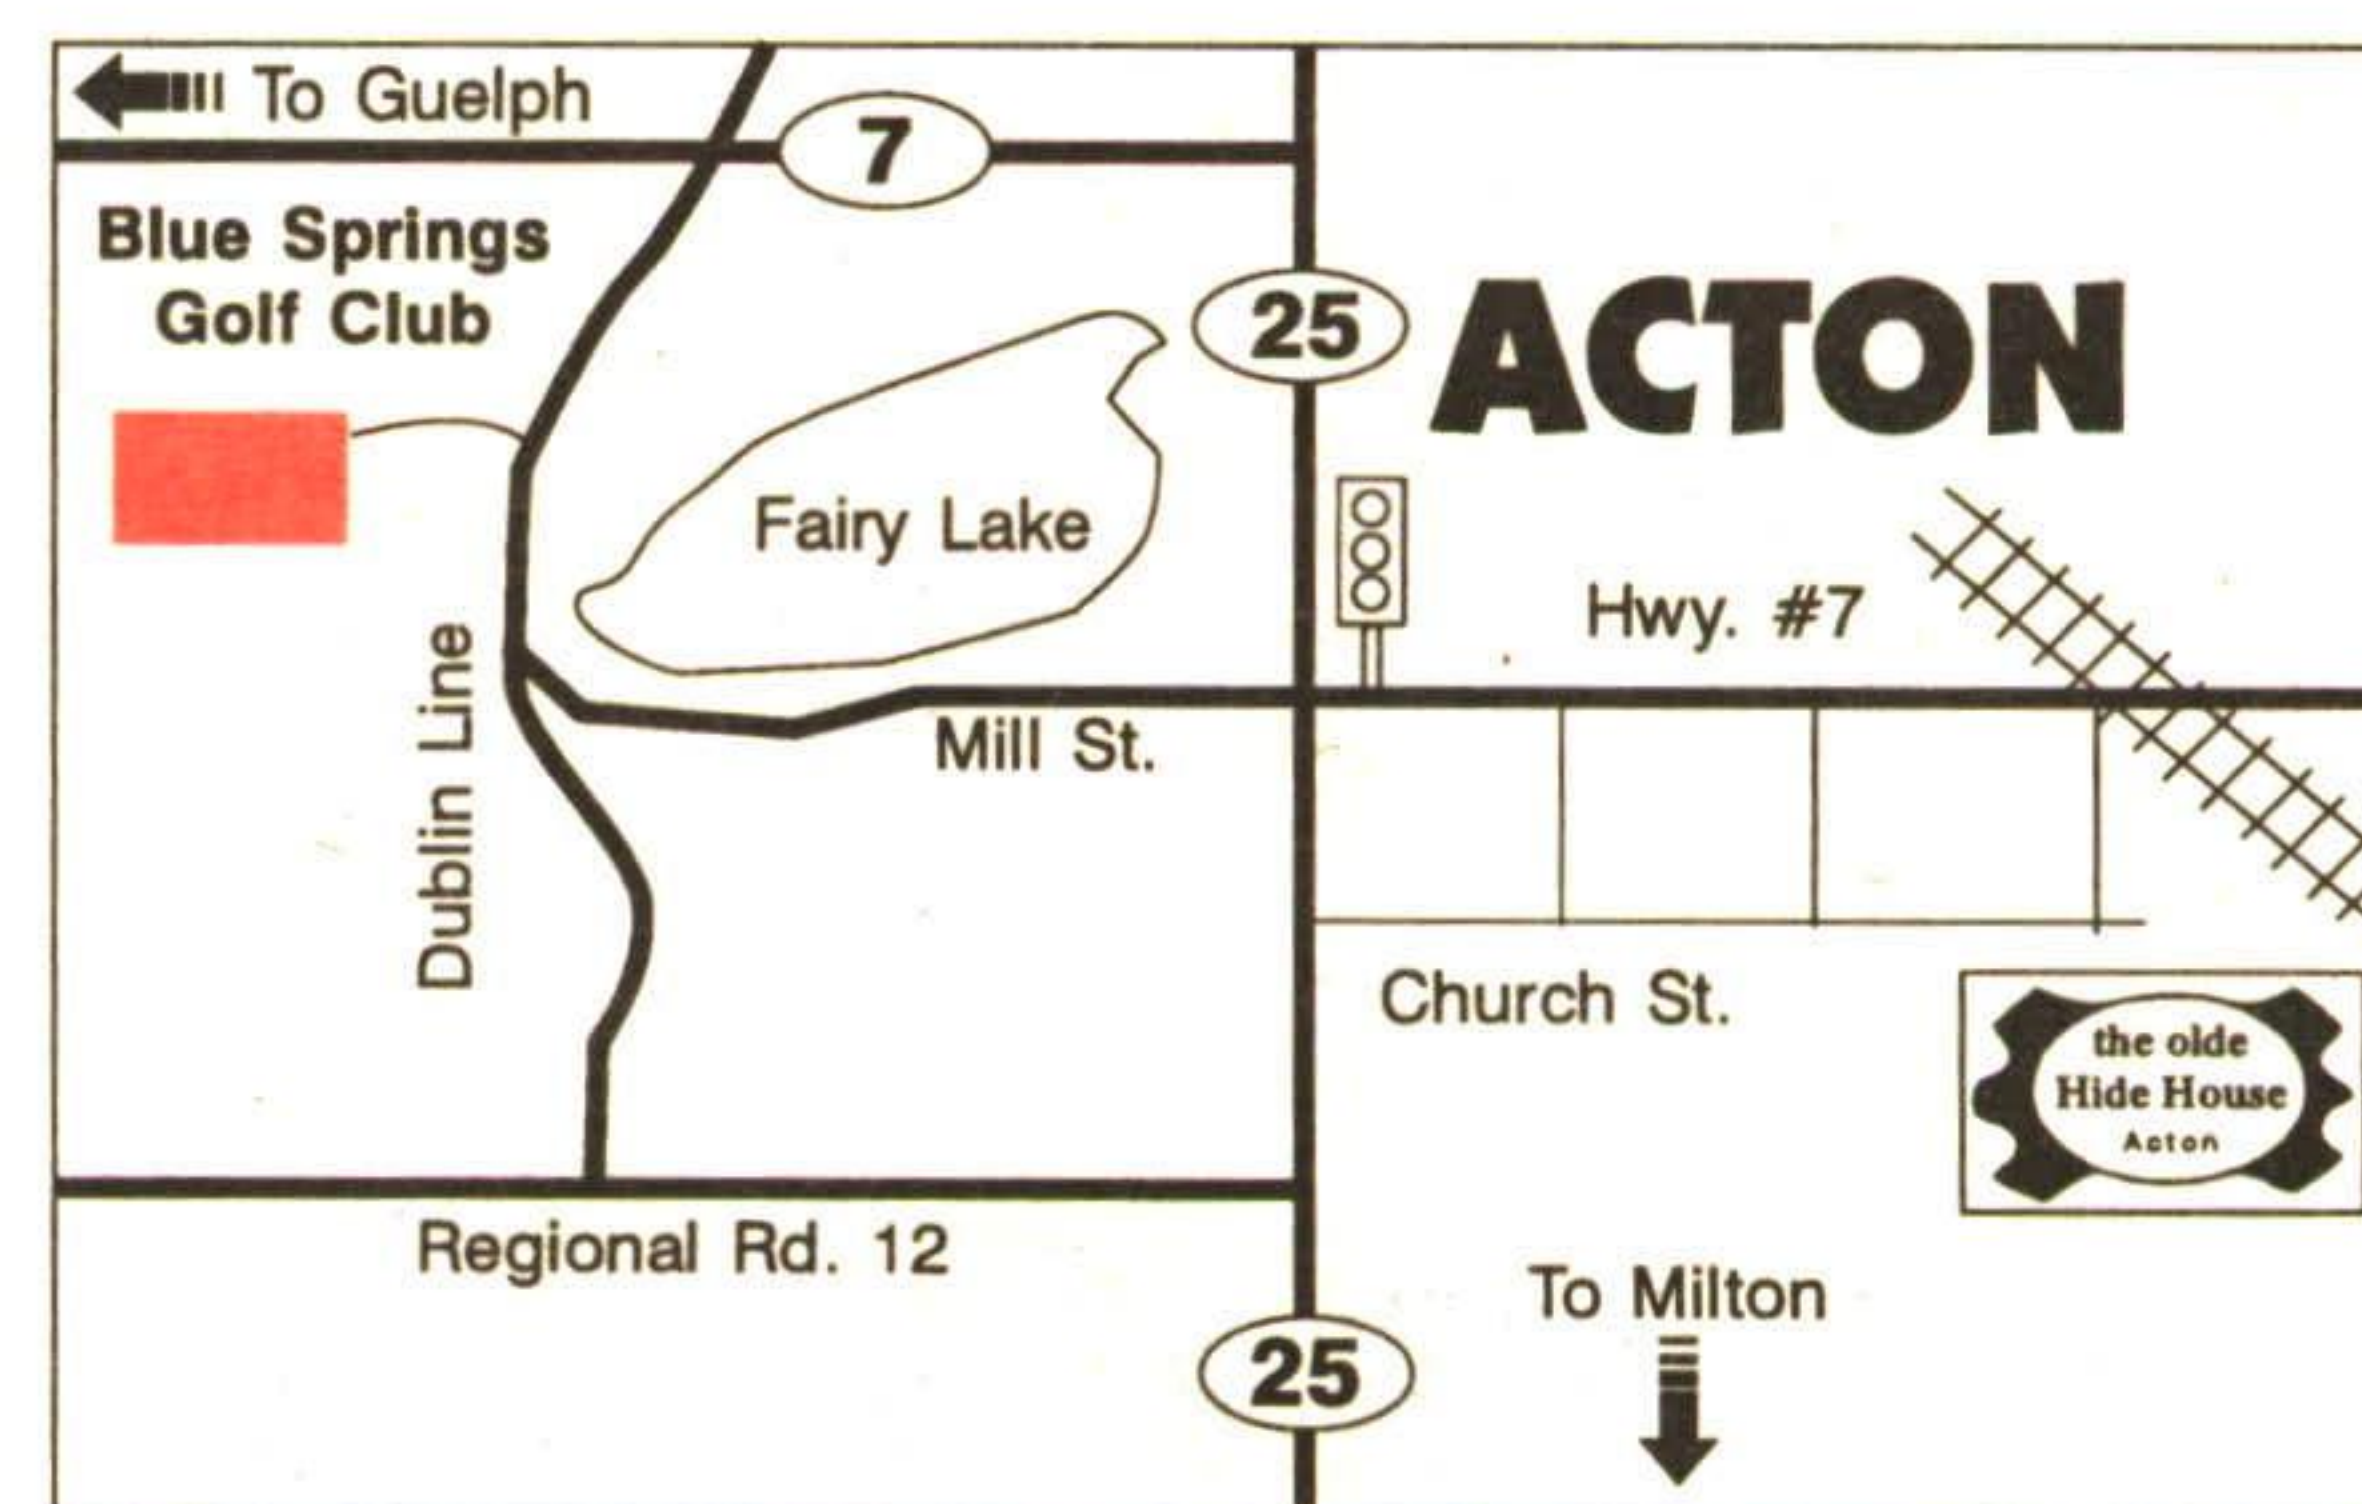 To Guelph
7
Blue Springs
Golf Club
25
ACTON
Fairy Lake
Hwy. #7
Dublin Line
Mill St.
Church St.
the olde
Hide House
Acton
Regional Rd. 12
To Milton
25